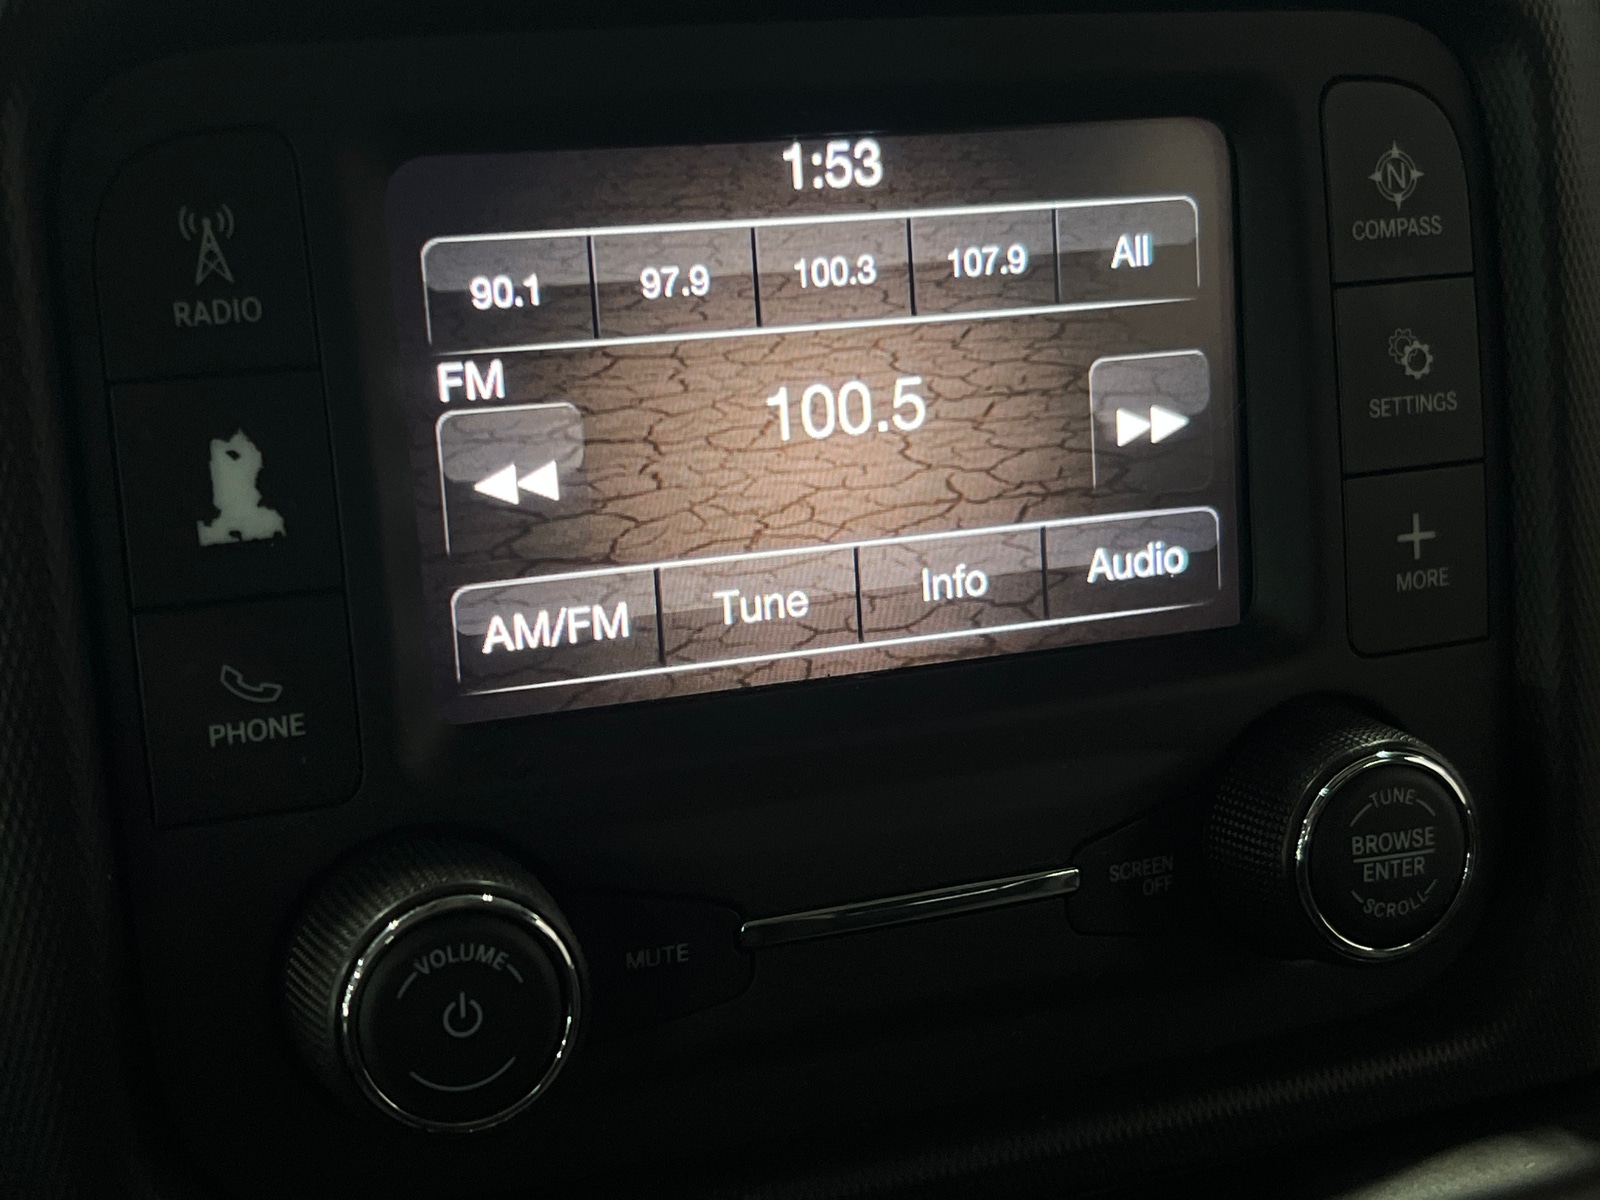 1:53
90.1 97.9 100.3 107.9 All
FM
100.5
AM/FM Tune Info Audio
RADIO
PHONE
N
COMPASS
SETTINGS
MORE
VOLUME
MUTE
SCREEN
OFF
TUNE
BROWSE
ENTER
SCROLL